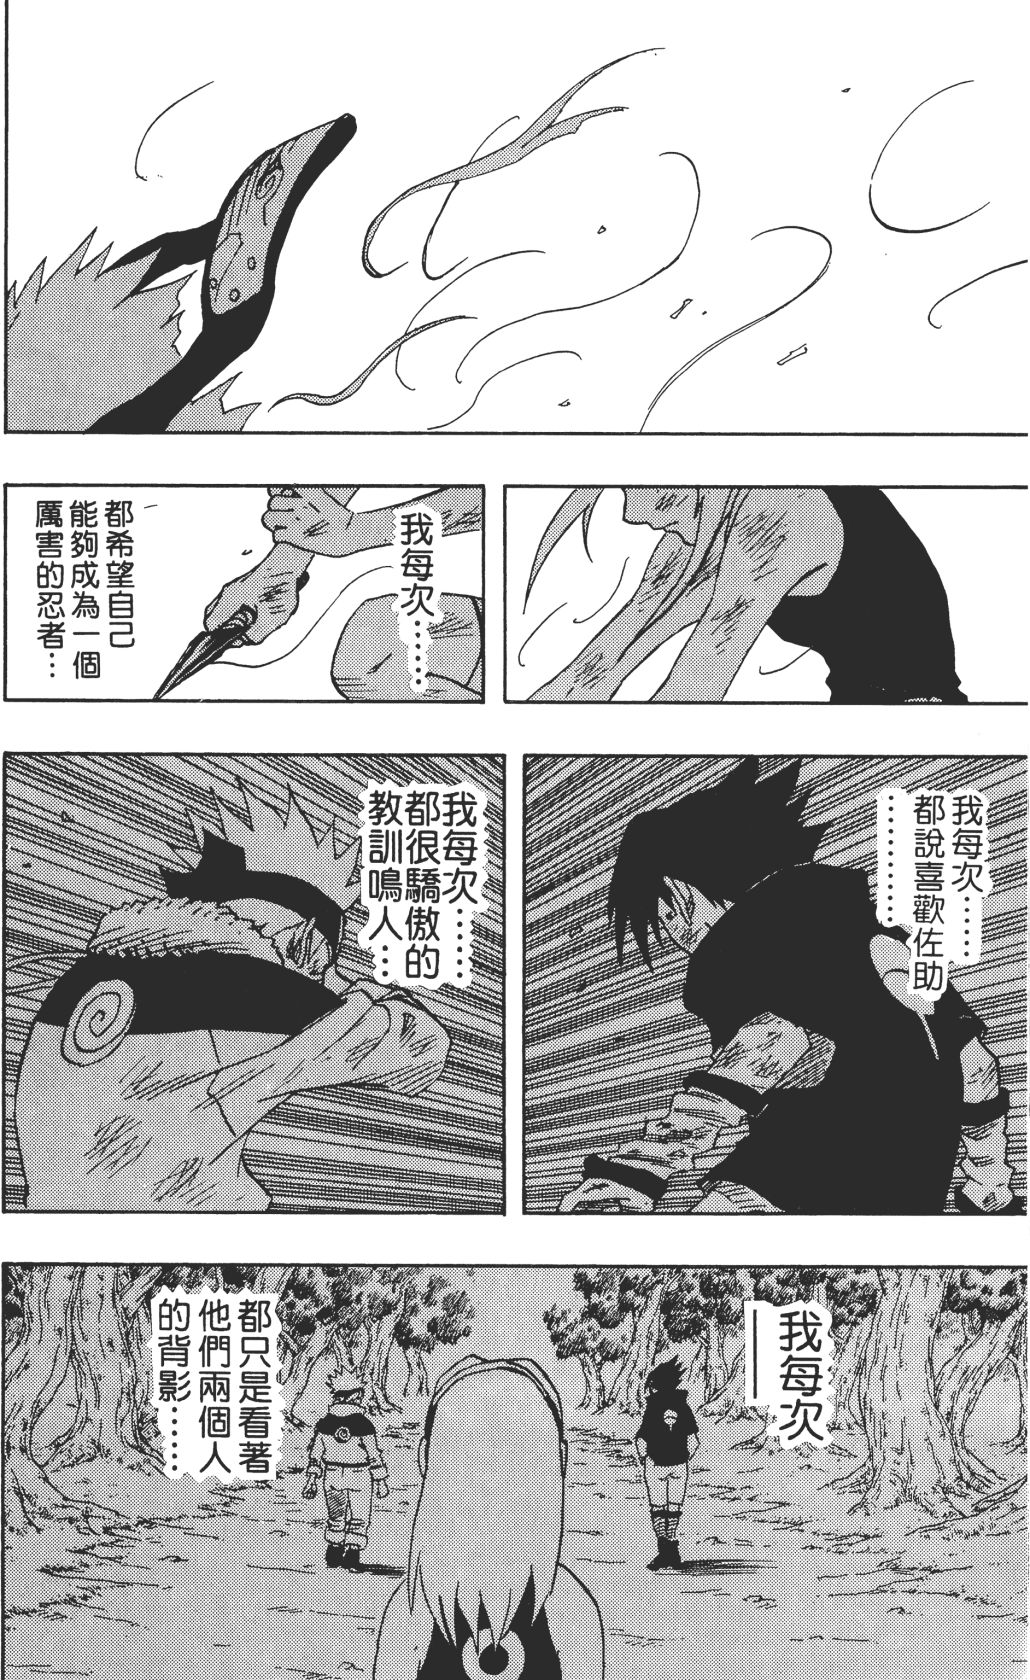 我每次……
都希望自己
能夠成為一個
厲害的忍者…
我每次……
都說喜歡佐助
…………
我每次……
都很驕傲的
教訓鳴人…
我每次
——
都只是看著
他們兩個人
的背影……